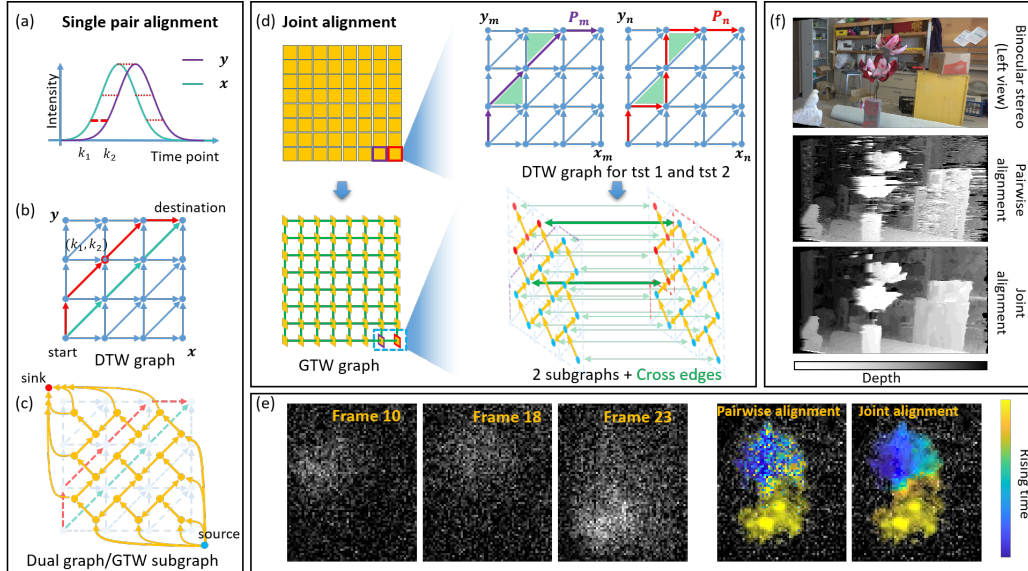 (a)
Single pair alignment
y
x
Intensity
k1
k2
Time point
(b)
y
destination
(k1, k2)
start
DTW graph
x
sink
(c)
source
Dual graph/GTW subgraph
(d)
Joint alignment
GTW graph
ym
Pm
yn
Pn
xm
xn
DTW graph for tst 1 and tst 2
2 subgraphs + Cross edges
(e)
Frame 10
Frame 18
Frame 23
Pairwise alignment
Joint alignment
Rising time
(f)
Binocular stereo
(Left view)
Pairwise
alignment
Joint
alignment
Depth